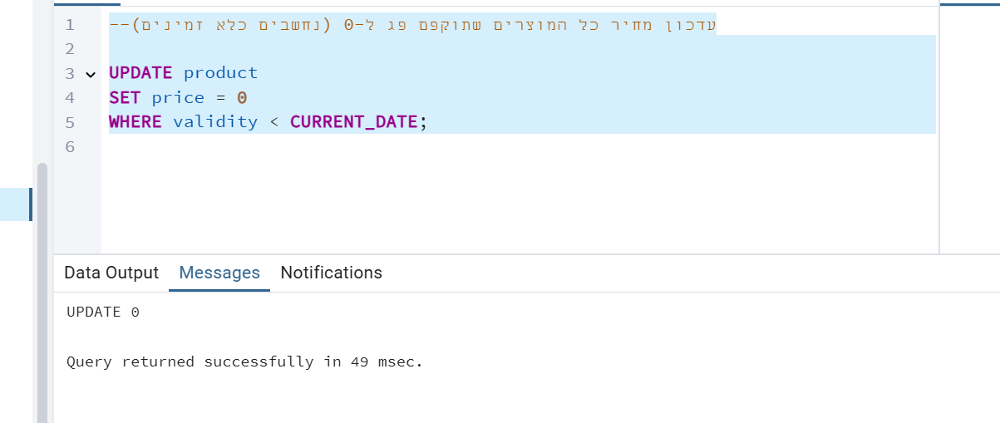 1 --עדכון מחיר כל המוצרים שתוקפם פג ל-0 (נחשבים כלא זמינים)
2
3 UPDATE product
4 SET price = 0
5 WHERE validity < CURRENT_DATE;
6
Data Output Messages Notifications
UPDATE 0
Query returned successfully in 49 msec.